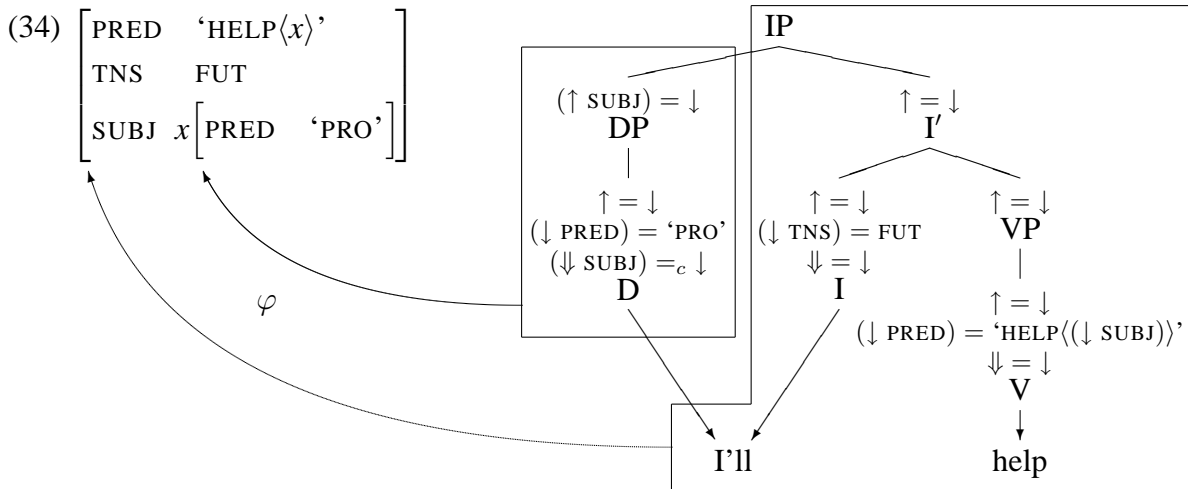 (34)
PRED ‘HELP⟨x⟩’
TNS FUT
SUBJ x[PRED ‘PRO’]
IP
(↑ SUBJ) = ↓ ↑ = ↓
DP I′
↑ = ↓ ↑ = ↓ ↑ = ↓
(↓ PRED) = ‘PRO’ (↓ TNS) = FUT VP
(⇓ SUBJ) =c ↓ ⇓ = ↓
D I
↑ = ↓
φ
(↓ PRED) = ‘HELP⟨(↓ SUBJ)⟩’
⇓ = ↓
V
I'll help